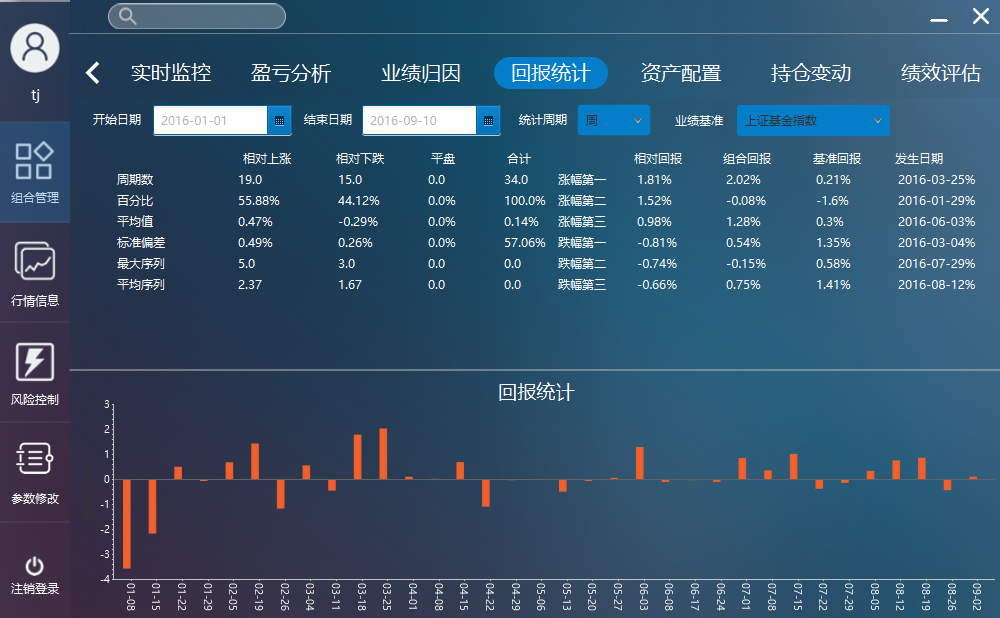 tj
组合管理
行情信息
风险控制
参数修改
注销登录
实时监控 盈亏分析 业绩归因 回报统计 资产配置 持仓变动 绩效评估
开始日期 2016-01-01 结束日期 2016-09-10 统计周期 周 业绩基准 上证基金指数
相对上涨 相对下跌 平盘 合计 相对回报 组合回报 基准回报 发生日期
周期数 19.0 15.0 0.0 34.0 涨幅第一 1.81% 2.02% 0.21% 2016-03-25%
百分比 55.88% 44.12% 0.0% 100.0% 涨幅第二 1.52% -0.08% -1.6% 2016-01-29%
平均值 0.47% -0.29% 0.0% 0.14% 涨幅第三 0.98% 1.28% 0.3% 2016-06-03%
标准偏差 0.49% 0.26% 0.0% 57.06% 跌幅第一 -0.81% 0.54% 1.35% 2016-03-04%
最大序列 5.0 3.0 0.0 0.0 跌幅第二 -0.74% -0.15% 0.58% 2016-07-29%
平均序列 2.37 1.67 0.0 0.0 跌幅第三 -0.66% 0.75% 1.41% 2016-08-12%
回报统计
3
2
1
0
-1
-2
-3
-4
01-08 01-15 01-22 01-29 02-05 02-19 02-26 03-04 03-11 03-18 03-25 04-01 04-08 04-15 04-22 04-29 05-06 05-13 05-20 05-27 06-03 06-08 06-17 06-24 07-01 07-08 07-15 07-22 07-29 08-05 08-12 08-19 08-26 09-02